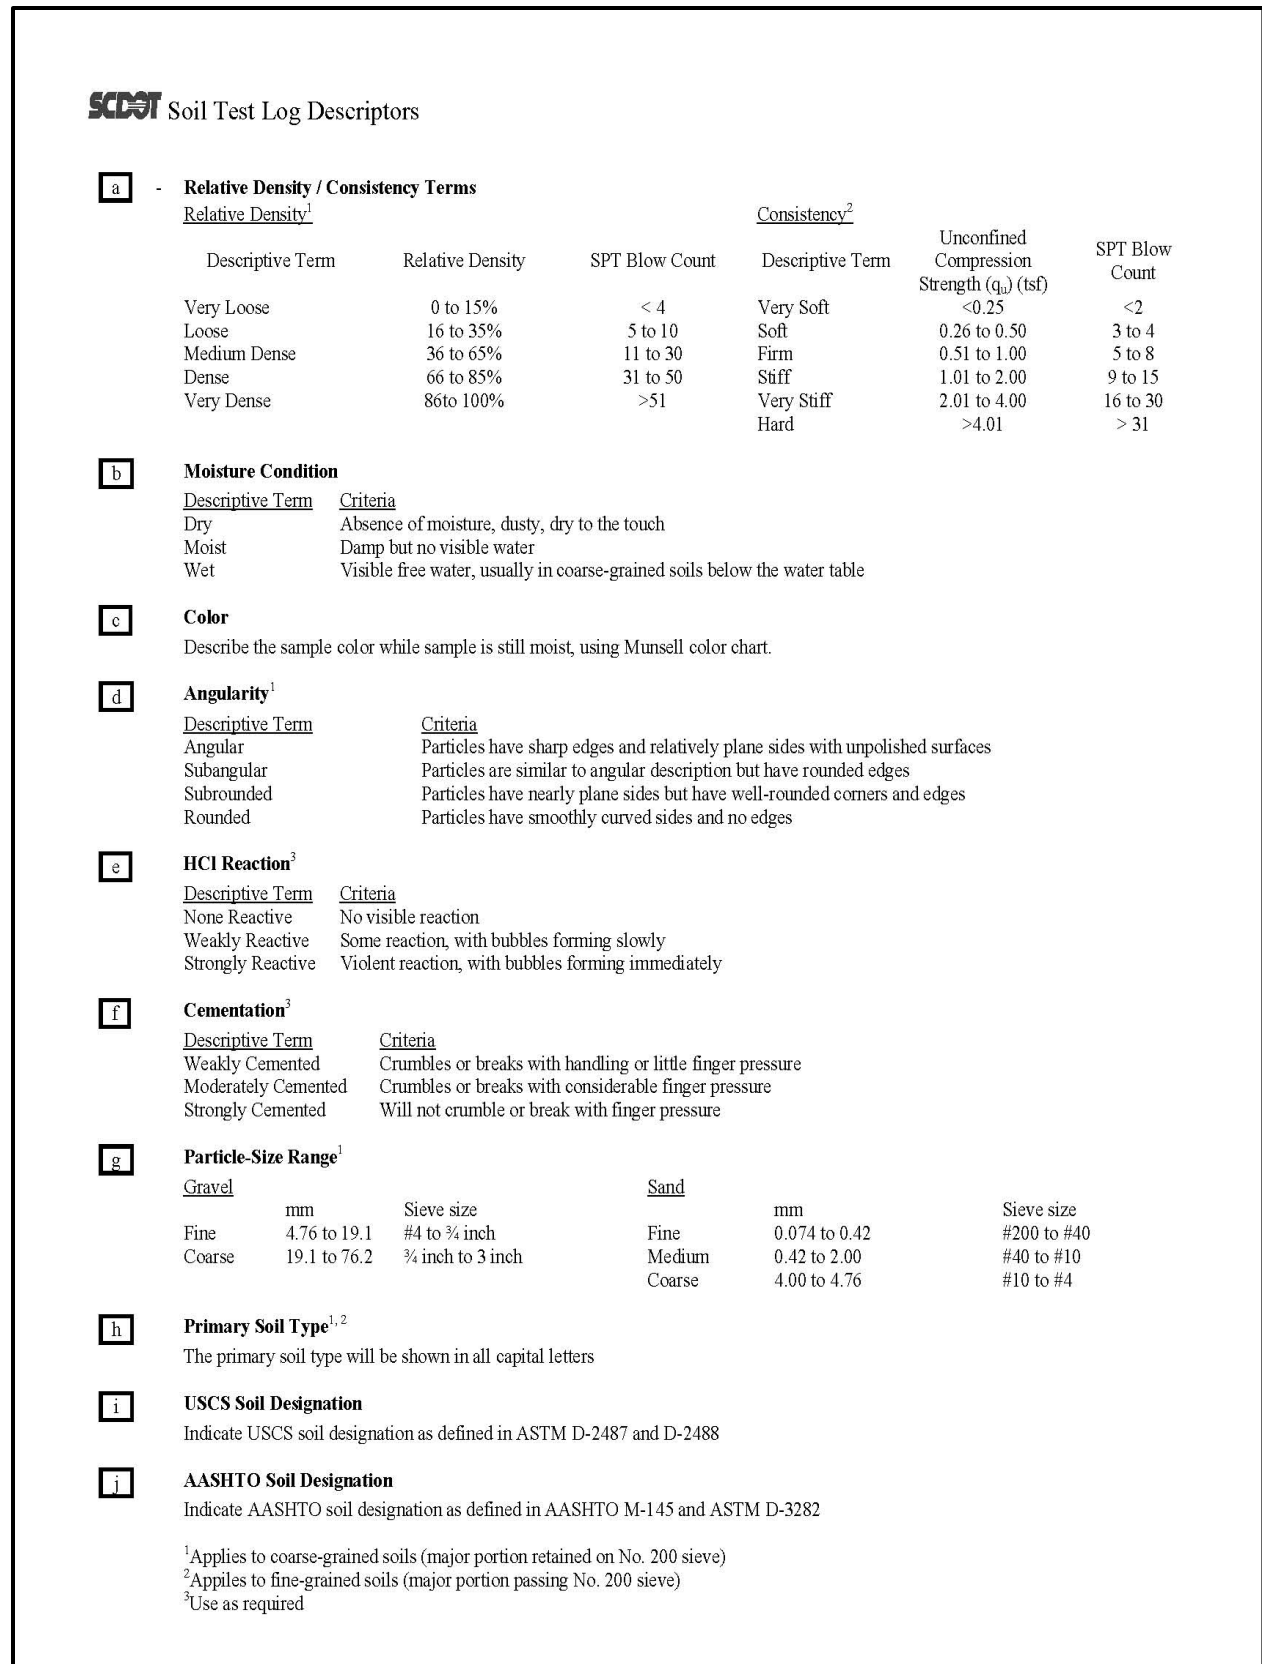 SCDOT Soil Test Log Descriptors
a - Relative Density / Consistency Terms
Relative Density1 Consistency2
Descriptive Term Relative Density SPT Blow Count Descriptive Term Unconfined Compression Strength (qu) (tsf) SPT Blow Count
Very Loose 0 to 15% < 4 Very Soft <0.25 <2
Loose 16 to 35% 5 to 10 Soft 0.26 to 0.50 3 to 4
Medium Dense 36 to 65% 11 to 30 Firm 0.51 to 1.00 5 to 8
Dense 66 to 85% 31 to 50 Stiff 1.01 to 2.00 9 to 15
Very Dense 86to 100% >51 Very Stiff 2.01 to 4.00 16 to 30
Hard >4.01 > 31
b Moisture Condition
Descriptive Term Criteria
Dry Absence of moisture, dusty, dry to the touch
Moist Damp but no visible water
Wet Visible free water, usually in coarse-grained soils below the water table
c Color
Describe the sample color while sample is still moist, using Munsell color chart.
d Angularity1
Descriptive Term Criteria
Angular Particles have sharp edges and relatively plane sides with unpolished surfaces
Subangular Particles are similar to angular description but have rounded edges
Subrounded Particles have nearly plane sides but have well-rounded corners and edges
Rounded Particles have smoothly curved sides and no edges
e HCl Reaction3
Descriptive Term Criteria
None Reactive No visible reaction
Weakly Reactive Some reaction, with bubbles forming slowly
Strongly Reactive Violent reaction, with bubbles forming immediately
f Cementation3
Descriptive Term Criteria
Weakly Cemented Crumbles or breaks with handling or little finger pressure
Moderately Cemented Crumbles or breaks with considerable finger pressure
Strongly Cemented Will not crumble or break with finger pressure
g Particle-Size Range1
Gravel Sand
mm Sieve size mm Sieve size
Fine 4.76 to 19.1 #4 to ¾ inch Fine 0.074 to 0.42 #200 to #40
Coarse 19.1 to 76.2 ¾ inch to 3 inch Medium 0.42 to 2.00 #40 to #10
Coarse 4.00 to 4.76 #10 to #4
h Primary Soil Type1, 2
The primary soil type will be shown in all capital letters
i USCS Soil Designation
Indicate USCS soil designation as defined in ASTM D-2487 and D-2488
j AASHTO Soil Designation
Indicate AASHTO soil designation as defined in AASHTO M-145 and ASTM D-3282
1Applies to coarse-grained soils (major portion retained on No. 200 sieve)
2Appiles to fine-grained soils (major portion passing No. 200 sieve)
3Use as required